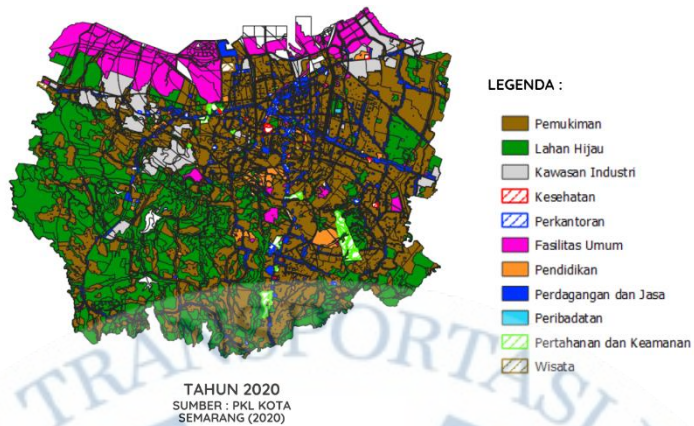 LEGENDA :
Pemukiman
Lahan Hijau
Kawasan Industri
Kesehatan
Perkantoran
Fasilitas Umum
Pendidikan
Perdagangan dan Jasa
Peribadatan
Pertahanan dan Keamanan
Wisata
TRANSPORTASI
TAHUN 2020
SUMBER : PKL KOTA
SEMARANG (2020)